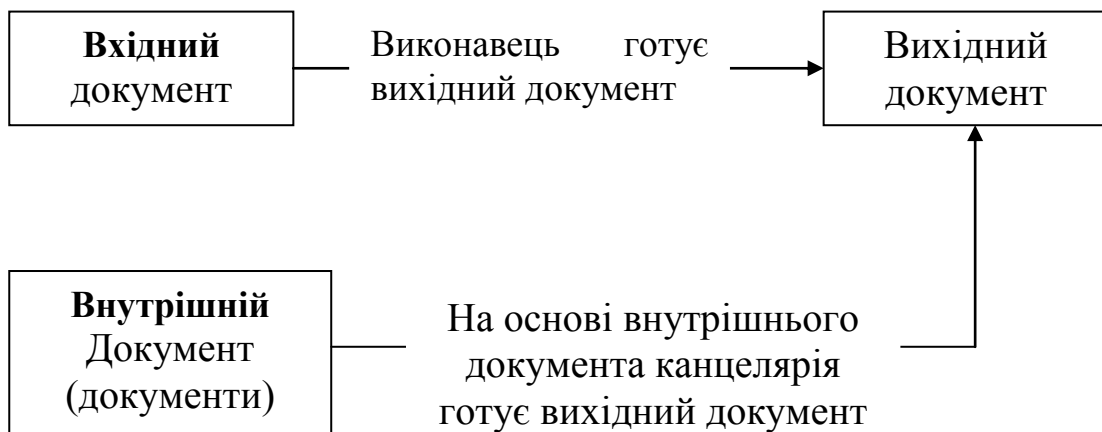 Вхідний
документ
Виконавець готує
вихідний документ
Вихідний
документ
Внутрішній
Документ
(документи)
На основі внутрішнього
документа канцелярія
готує вихідний документ